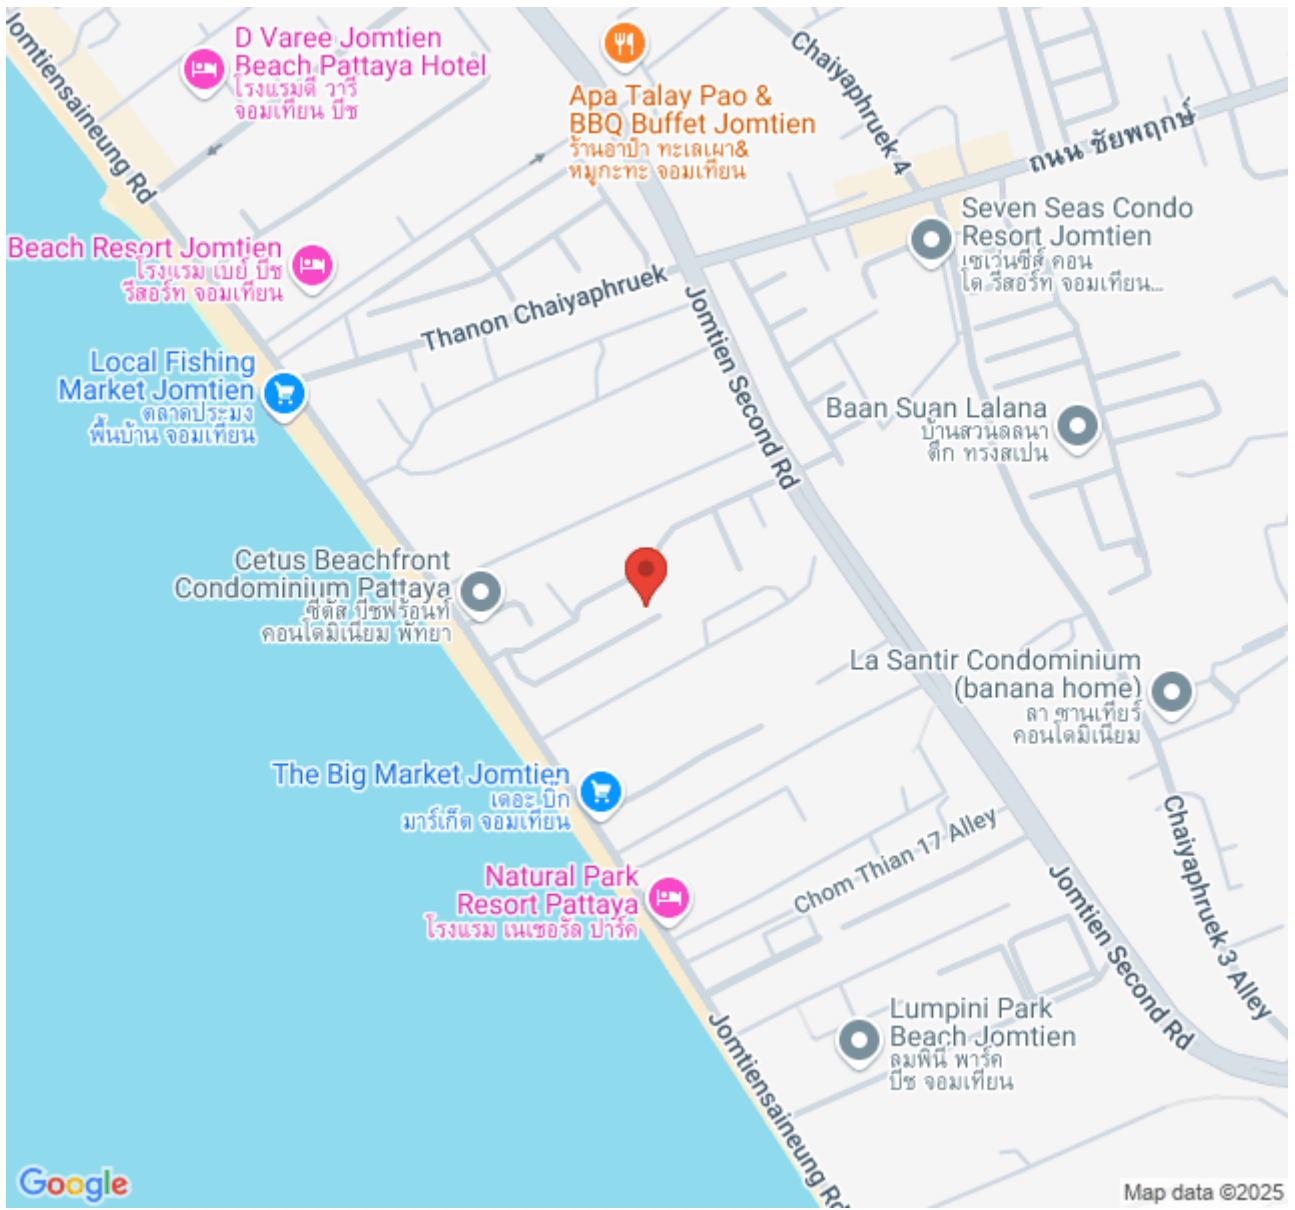 Jomtiensaineung Rd
D Varee Jomtien
Beach Pattaya Hotel
โรงแรมดี วารี
จอมเทียน บีช
Apa Talay Pao &
BBQ Buffet Jomtien
ร้านอาป๋า ทะเลเผา&
หมูกะทะ จอมเทียน
Chaiyaphruek 4
ถนน ชัยพฤกษ์
Seven Seas Condo
Resort Jomtien
เซเว่นซีส์ คอน
โด รีสอร์ท จอมเทียน...
Beach Resort Jomtien
โรงแรม เบย์ บีช
รีสอร์ท จอมเทียน
Thanon Chaiyaphruek
Jomtien Second Rd
Local Fishing
Market Jomtien
ตลาดประมง
พื้นบ้าน จอมเทียน
Baan Suan Lalana
บ้านสวนลลนา
ตึก ทรงสเปน
Cetus Beachfront
Condominium Pattaya
ซีตัส บีชฟร้อนท์
คอนโดมิเนียม พัทยา
La Santir Condominium
(banana home)
ลา ซานเทียร์
คอนโดมิเนียม
The Big Market Jomtien
เดอะ บิ๊ก
มาร์เก็ต จอมเทียน
Chom Thian 17 Alley
Chaiyaphruek 3 Alley
Natural Park
Resort Pattaya
โรงแรม เนเชอรัล ปาร์ค
Jomtien Second Rd
Lumpini Park
Beach Jomtien
ลุมพินี พาร์ค
บีช จอมเทียน
Jomtiensaineung Rd
Google
Map data ©2025